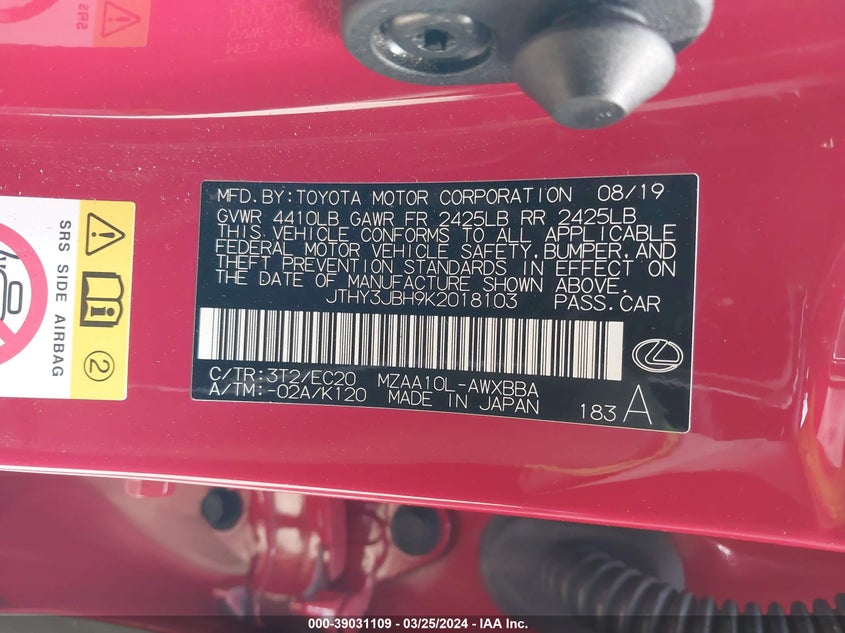 MFD. BY: TOYOTA MOTOR CORPORATION 08/19
GVWR 4410LB GAWR FR 2425LB RR 2425LB
THIS VEHICLE CONFORMS TO ALL APPLICABLE
FEDERAL MOTOR VEHICLE SAFETY, BUMPER, AND
THEFT PREVENTION STANDARDS IN EFFECT ON
THE DATE OF MANUFACTURE SHOWN ABOVE.
JTHY3JBH9K2018103 PASS.CAR
C/TR:3T2/EC20 MZAA10L-AWXBBA
A/TM:-02A/K120 MADE IN JAPAN 183 A
SRS SIDE AIRBAG
2
000-39031109 - 03/25/2024 - IAA Inc.